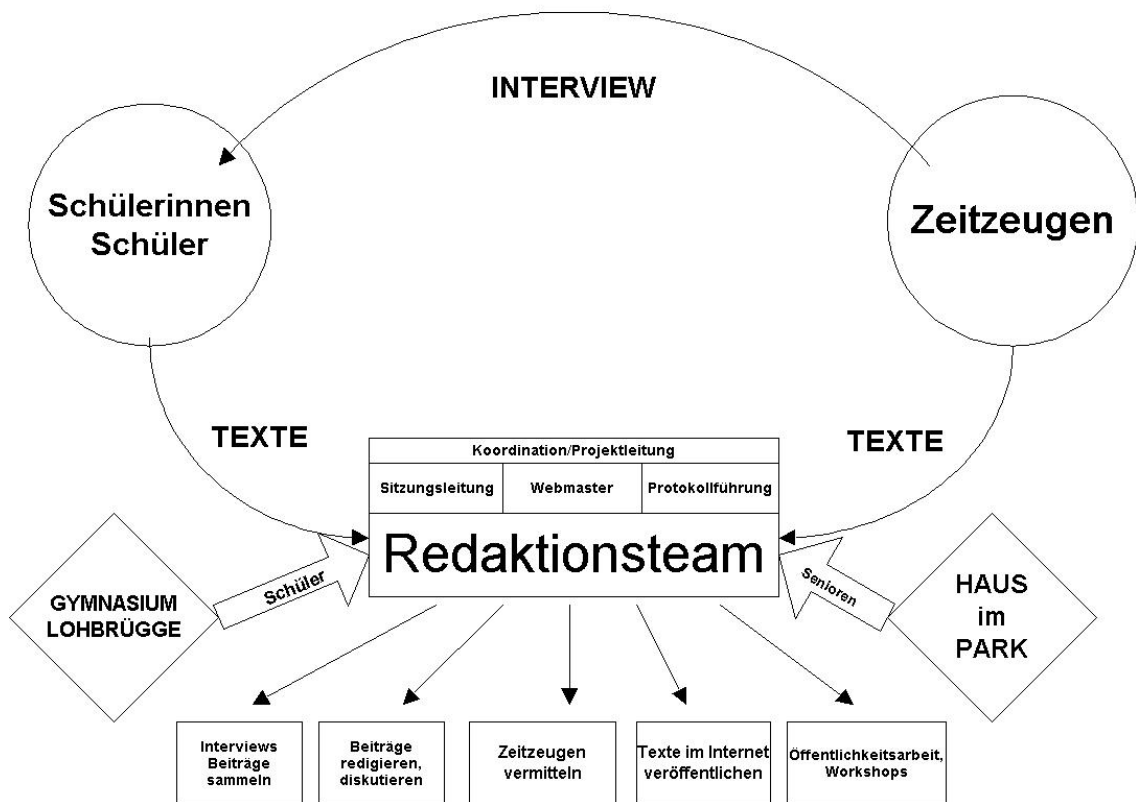 INTERVIEW
Schülerinnen
Schüler
Zeitzeugen
TEXTE
TEXTE
Koordination/Projektleitung
Sitzungsleitung
Webmaster
Protokollführung
Redaktionsteam
GYMNASIUM
LOHBRÜGGE
Schüler
Senioren
HAUS
im
PARK
Interviews
Beiträge
sammeln
Beiträge
redigieren,
diskutieren
Zeitzeugen
vermitteln
Texte im Internet
veröffentlichen
Öffentlichkeitsarbeit,
Workshops